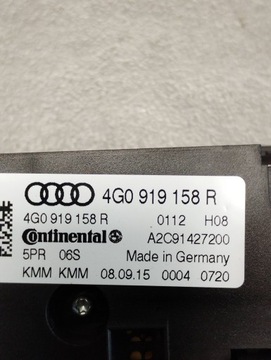 4G0 919 158 R
4G0 919 158 R 0112 H08
Continental A2C91427200
5PR 06S Made in Germany
KMM KMM 08.09.15 0004 0720